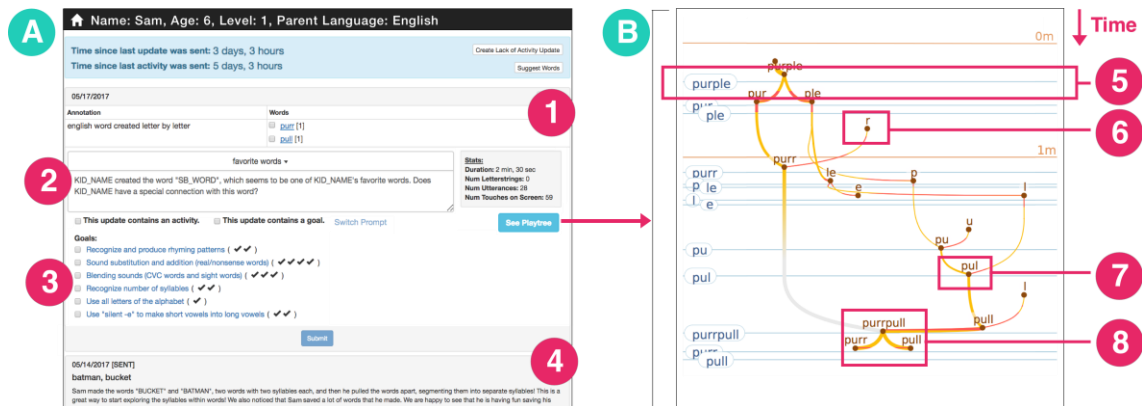 A
Name: Sam, Age: 6, Level: 1, Parent Language: English
Time since last update was sent: 3 days, 3 hours
Create Lack of Activity Update
Time since last activity was sent: 5 days, 3 hours
Suggest Words
05/17/2017
1
Annotation
Words
english word created letter by letter
purr [1]
pull [1]
2
favorite words
KID_NAME created the word "SB_WORD", which seems to be one of KID_NAME's favorite words. Does
KID_NAME have a special connection with this word?
Stats:
Duration: 2 min, 30 sec
Num Letterstrings: 0
Num Utterances: 28
Num Touches on Screen: 59
This update contains an activity.
This update contains a goal.
Switch Prompt
See Playtree
3
Goals:
Recognize and produce rhyming patterns ( ✔✔ )
Sound substitution and addition (real/nonsense words) ( ✔✔✔✔ )
Blending sounds (CVC words and sight words) ( ✔✔✔ )
Recognize number of syllables ( ✔✔ )
Use all letters of the alphabet ( ✔ )
Use "silent -e" to make short vowels into long vowels ( ✔✔ )
Submit
4
05/14/2017 [SENT]
batman, bucket
Sam made the words "BUCKET" and "BATMAN", two words with two syllables each, and then he pulled the words apart, segmenting them into separate syllables! This is a
great way to start exploring the syllables within words! We also noticed that Sam saved a lot of words that he made. We are happy to see that he is having fun saving his
B
Time
0m
purple
purple
5
pur
ple
pur
ple
r
6
1m
purr
purr
le
p
p
le
e
l
l
e
u
pu
pu
pul
pul
7
l
pull
purrpull
purrpull
purr
pull
8
purr
pull